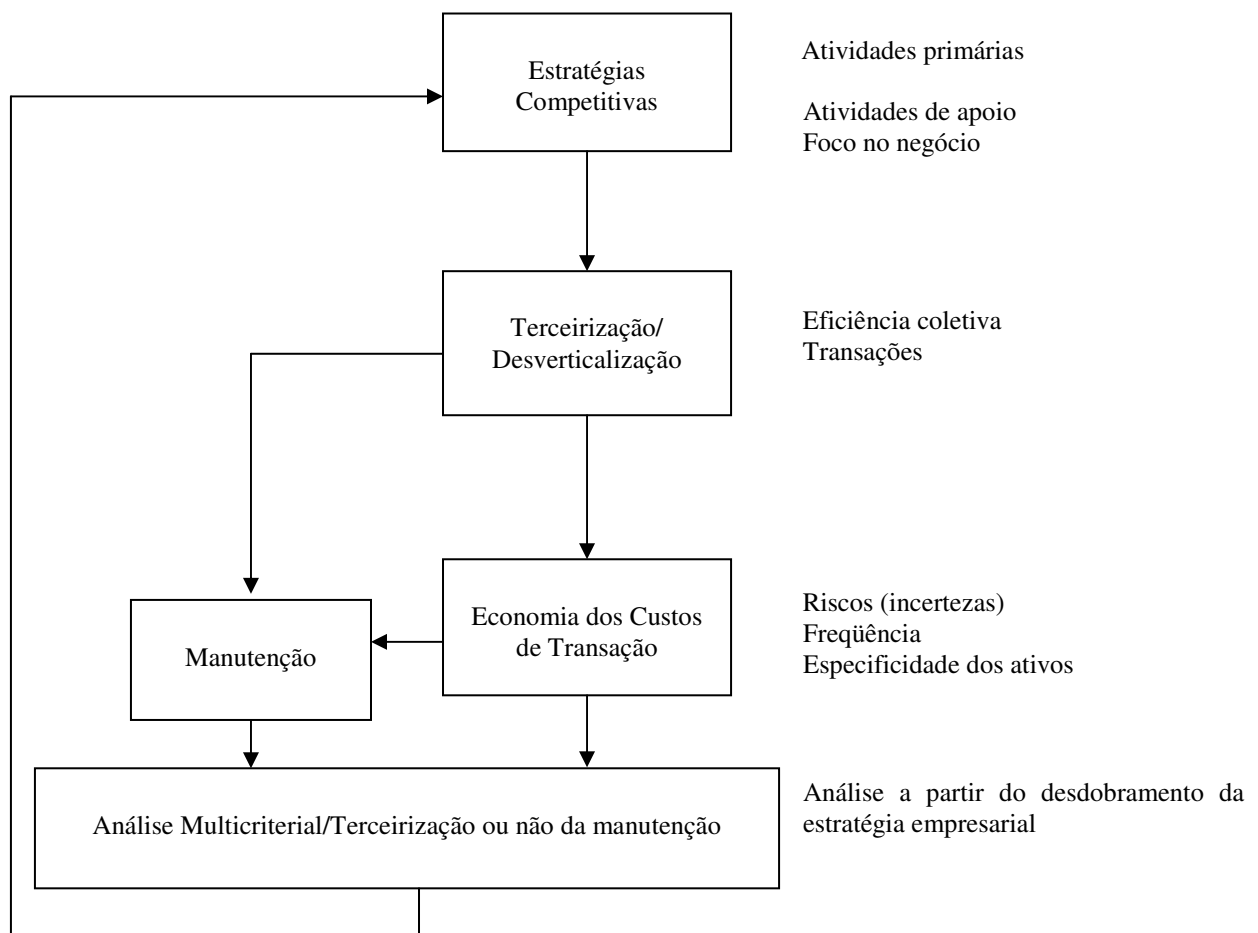 Estratégias
Competitivas
Atividades primárias
Atividades de apoio
Foco no negócio
Terceirização/
Desverticalização
Eficiência coletiva
Transações
Manutenção
Economia dos Custos
de Transação
Riscos (incertezas)
Freqüência
Especificidade dos ativos
Análise Multicriterial/Terceirização ou não da manutenção
Análise a partir do desdobramento da
estratégia empresarial